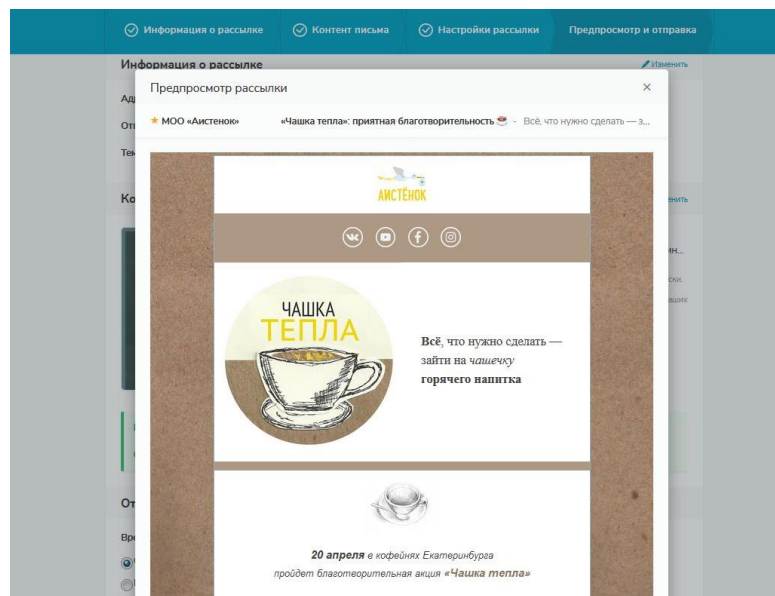 Информация о рассылке
Контент письма
Настройки рассылки
Предпросмотр и отправка
Информация о рассылке
Изменить
Предпросмотр рассылки
×
★ МОО «Аистенок»
«Чашка тепла»: приятная благотворительность ☕ - Всё, что нужно сделать — з...
АИСТЁНОК
ЧАШКА
ТЕПЛА
Всё, что нужно сделать —
зайти на чашечку
горячего напитка
20 апреля в кофейнях Екатеринбурга
пройдет благотворительная акция «Чашка тепла»